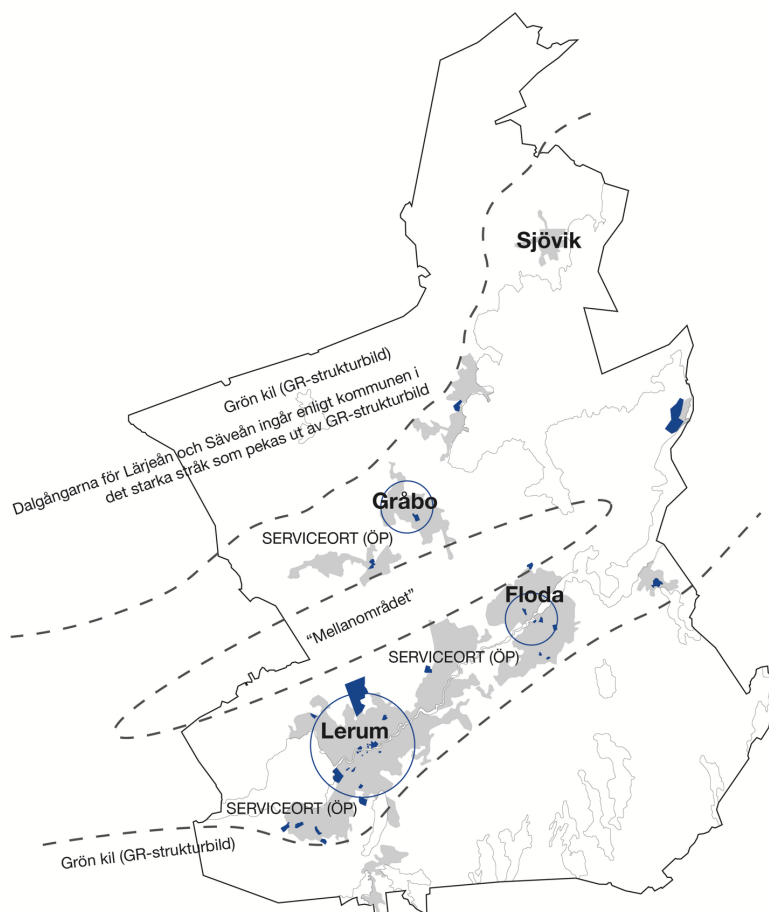 Sjövik
Grön kil (GR-strukturbild)
Dalgångarna för Lärjeån och Säveån ingår enligt kommunen i
det starka stråk som pekas ut av GR-strukturbild
Gråbo
SERVICEORT (ÖP)
Floda
"Mellanområdet"
SERVICEORT (ÖP)
Lerum
SERVICEORT (ÖP)
Grön kil (GR-strukturbild)